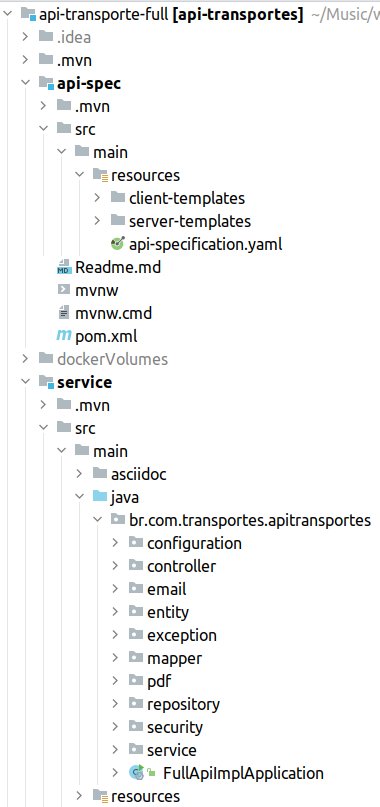 api-transporte-full [api-transportes] ~/Music/v
.idea
.mvn
api-spec
.mvn
src
main
resources
client-templates
server-templates
api-specification.yaml
MD Readme.md
mvnw
mvnw.cmd
m pom.xml
dockerVolumes
service
.mvn
src
main
asciidoc
java
br.com.transportes.apitransportes
configuration
controller
email
entity
exception
mapper
pdf
repository
security
service
FullApiImplApplication
resources